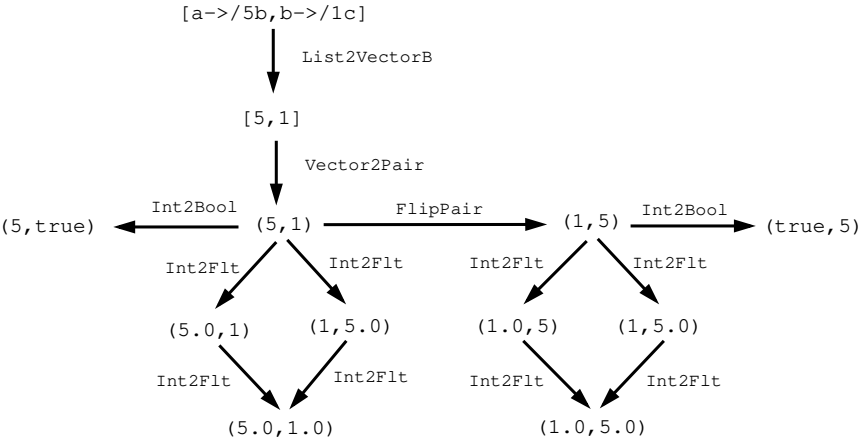 [a->/5b,b->/1c]
List2VectorB
[5,1]
Vector2Pair
(5,true)
Int2Bool
(5,1)
FlipPair
(1,5)
Int2Bool
(true,5)
Int2Flt
Int2Flt
Int2Flt
Int2Flt
(5.0,1)
(1,5.0)
(1.0,5)
(1,5.0)
Int2Flt
Int2Flt
Int2Flt
Int2Flt
(5.0,1.0)
(1.0,5.0)